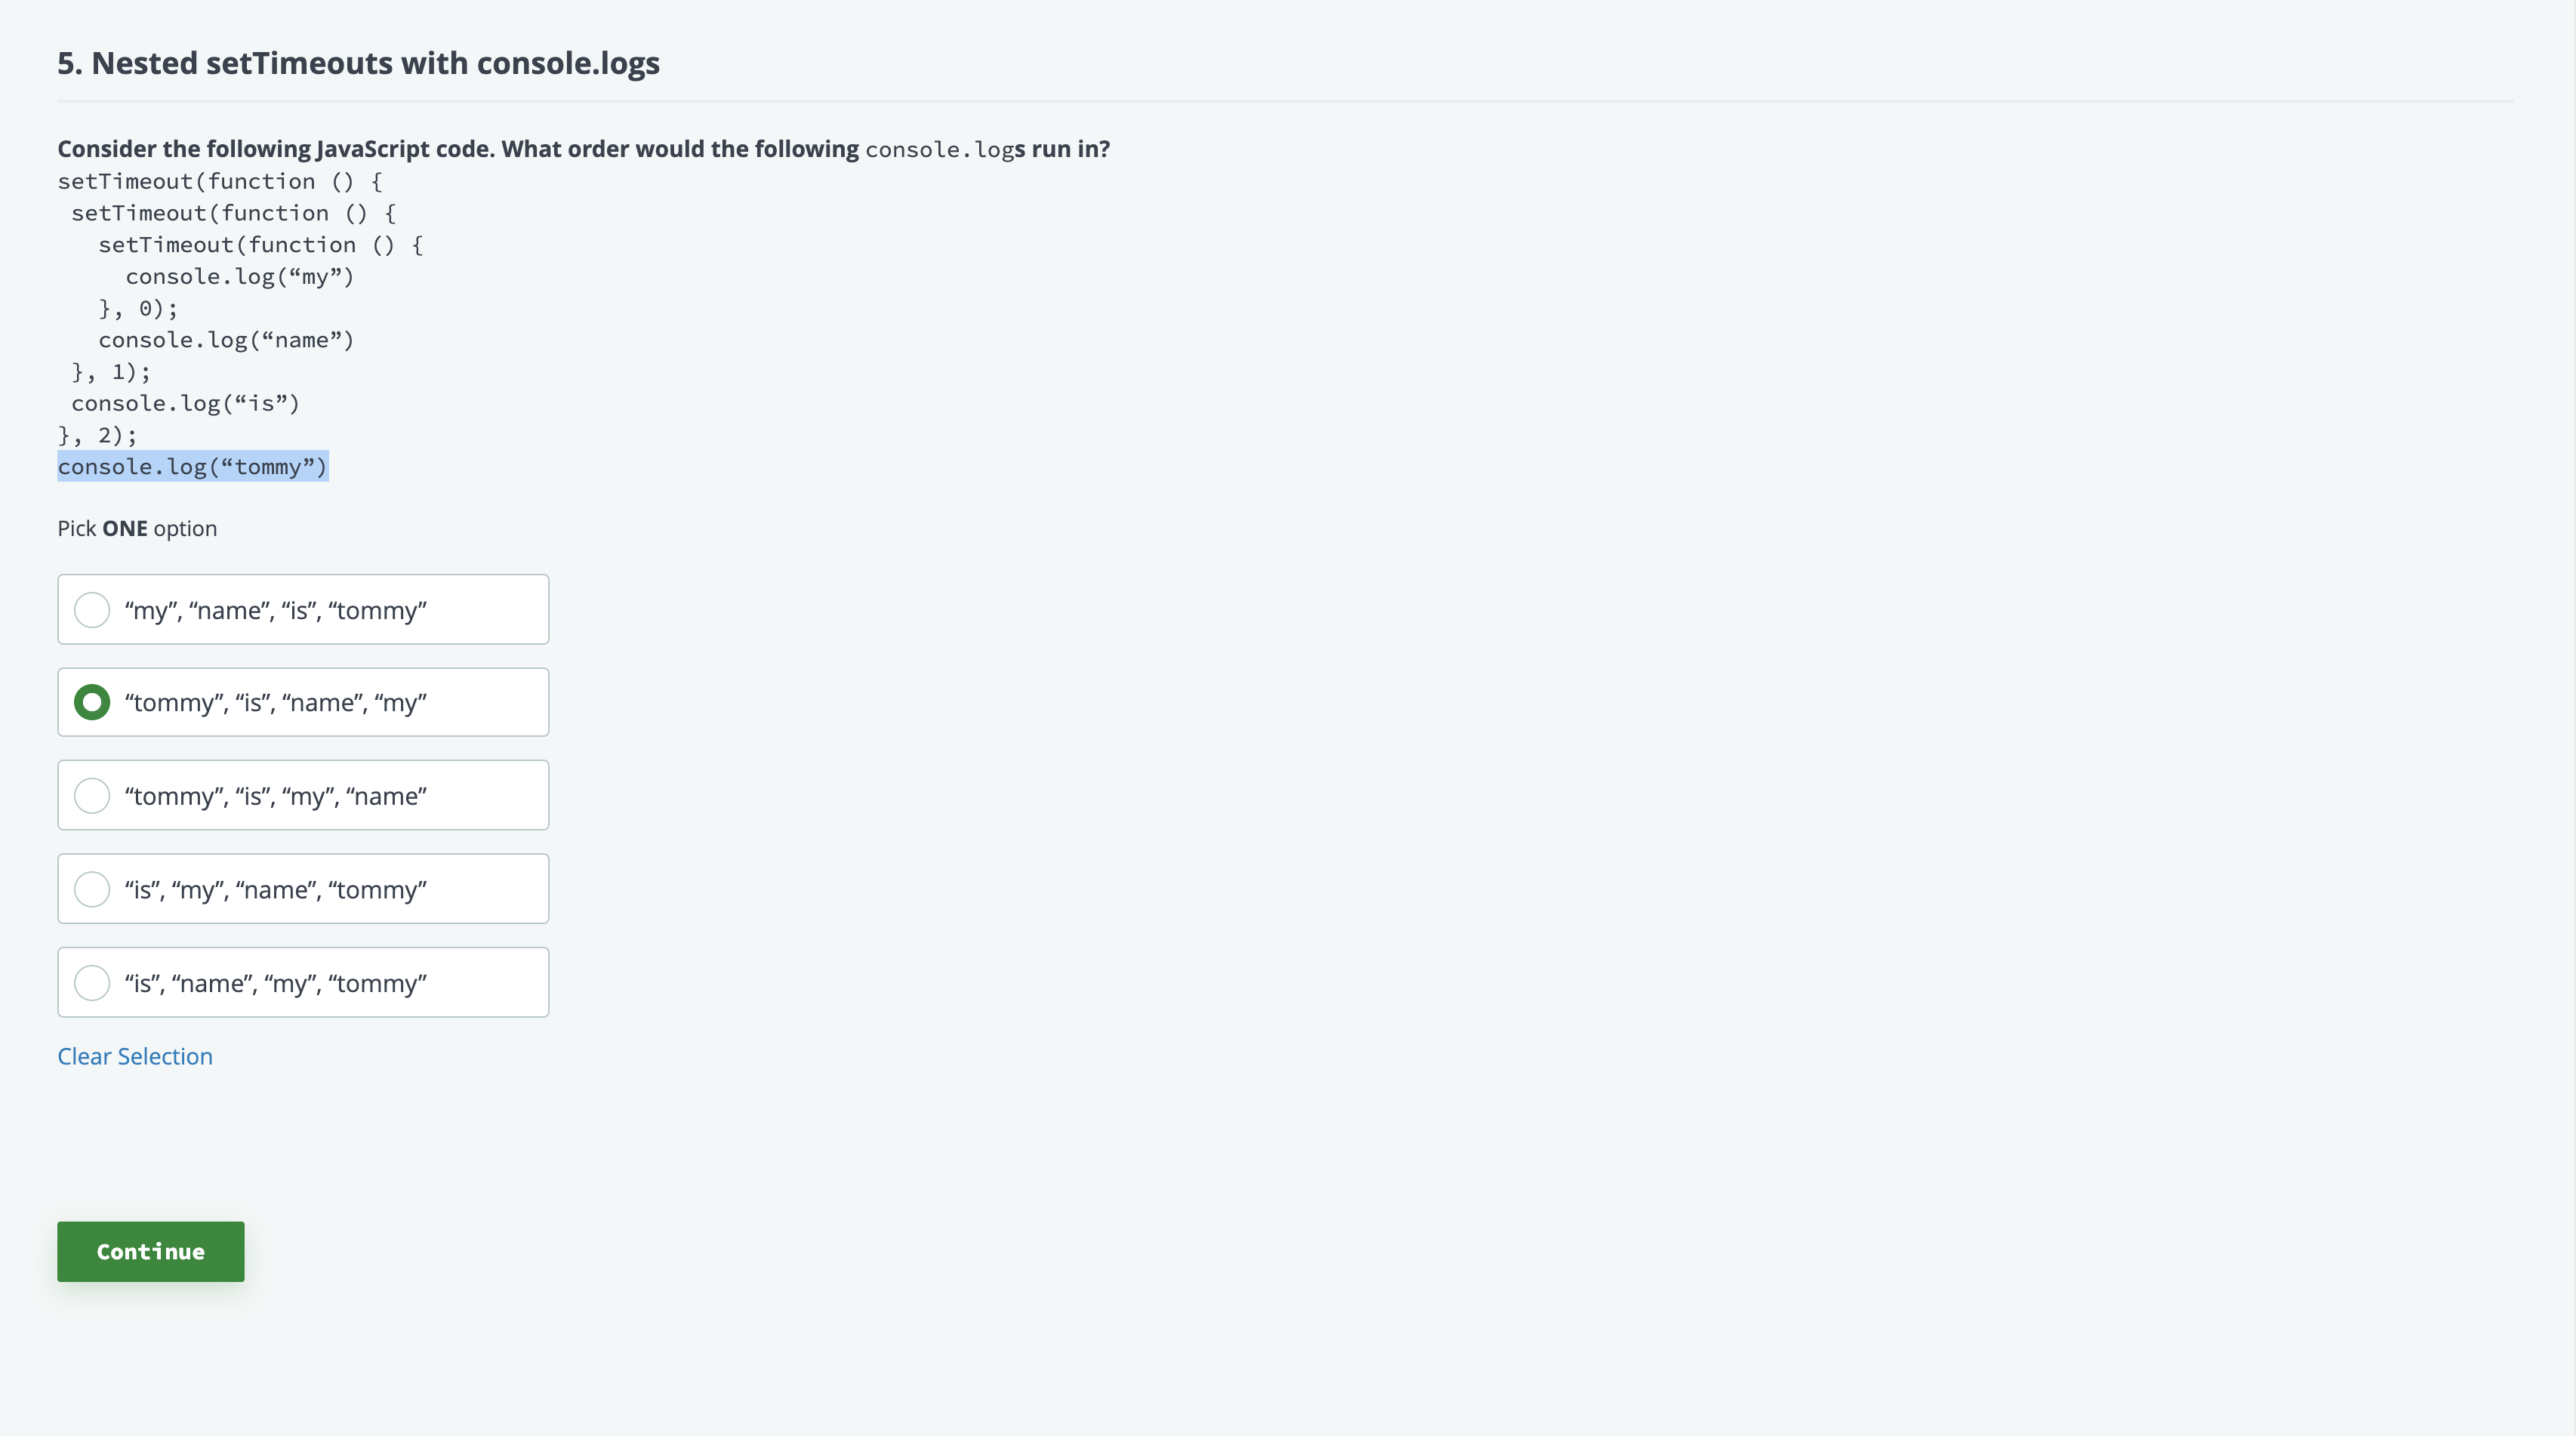 5. Nested setTimeouts with console.logs
Consider the following JavaScript code. What order would the following console.logs run in?
setTimeout(function () {
 setTimeout(function () {
   setTimeout(function () {
     console.log(“my”)
   }, 0);
   console.log(“name”)
 }, 1);
 console.log(“is”)
}, 2);
console.log(“tommy”)
Pick ONE option
“my”, “name”, “is”, “tommy”
“tommy”, “is”, “name”, “my”
“tommy”, “is”, “my”, “name”
“is”, “my”, “name”, “tommy”
“is”, “name”, “my”, “tommy”
Clear Selection
Continue